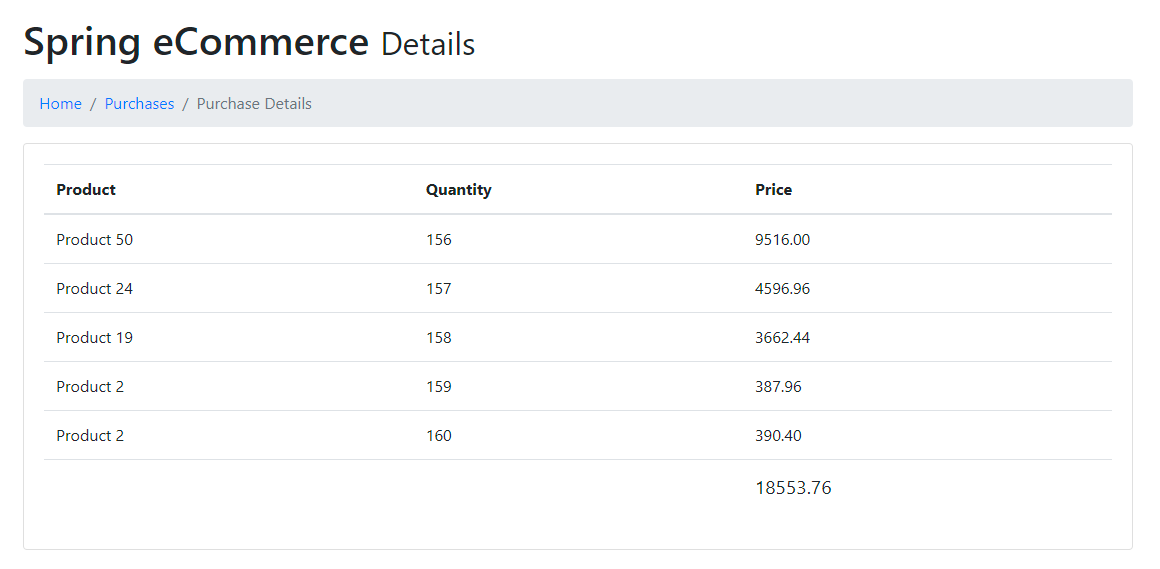 Spring eCommerce Details
Home / Purchases / Purchase Details
Product Quantity Price
Product 50 156 9516.00
Product 24 157 4596.96
Product 19 158 3662.44
Product 2 159 387.96
Product 2 160 390.40
18553.76